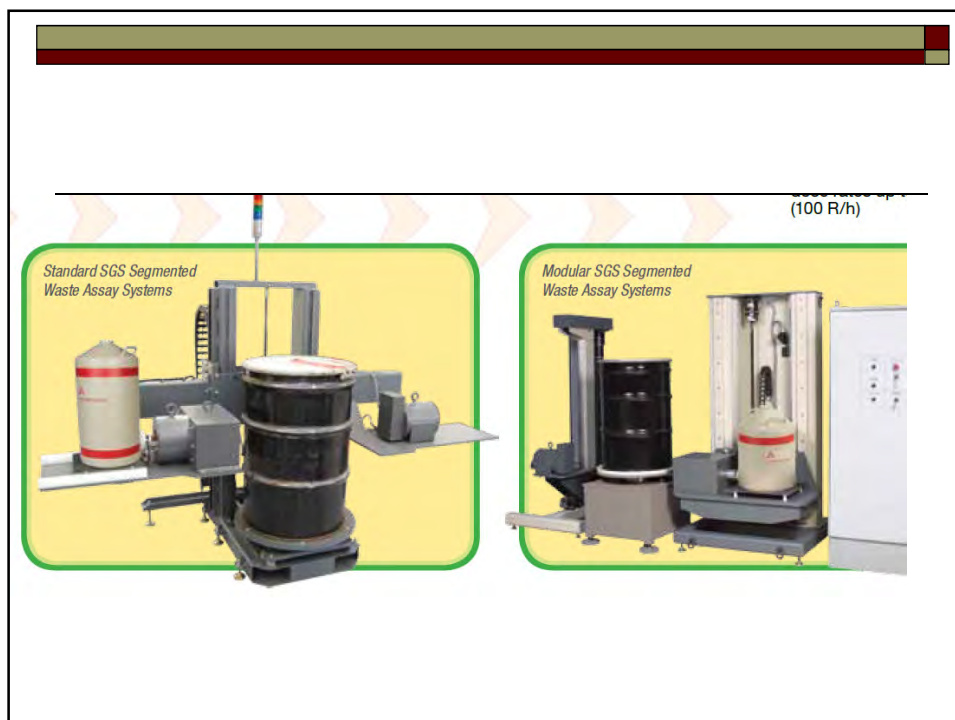 (100 R/h)
Standard SGS Segmented
Waste Assay Systems
Modular SGS Segmented
Waste Assay Systems